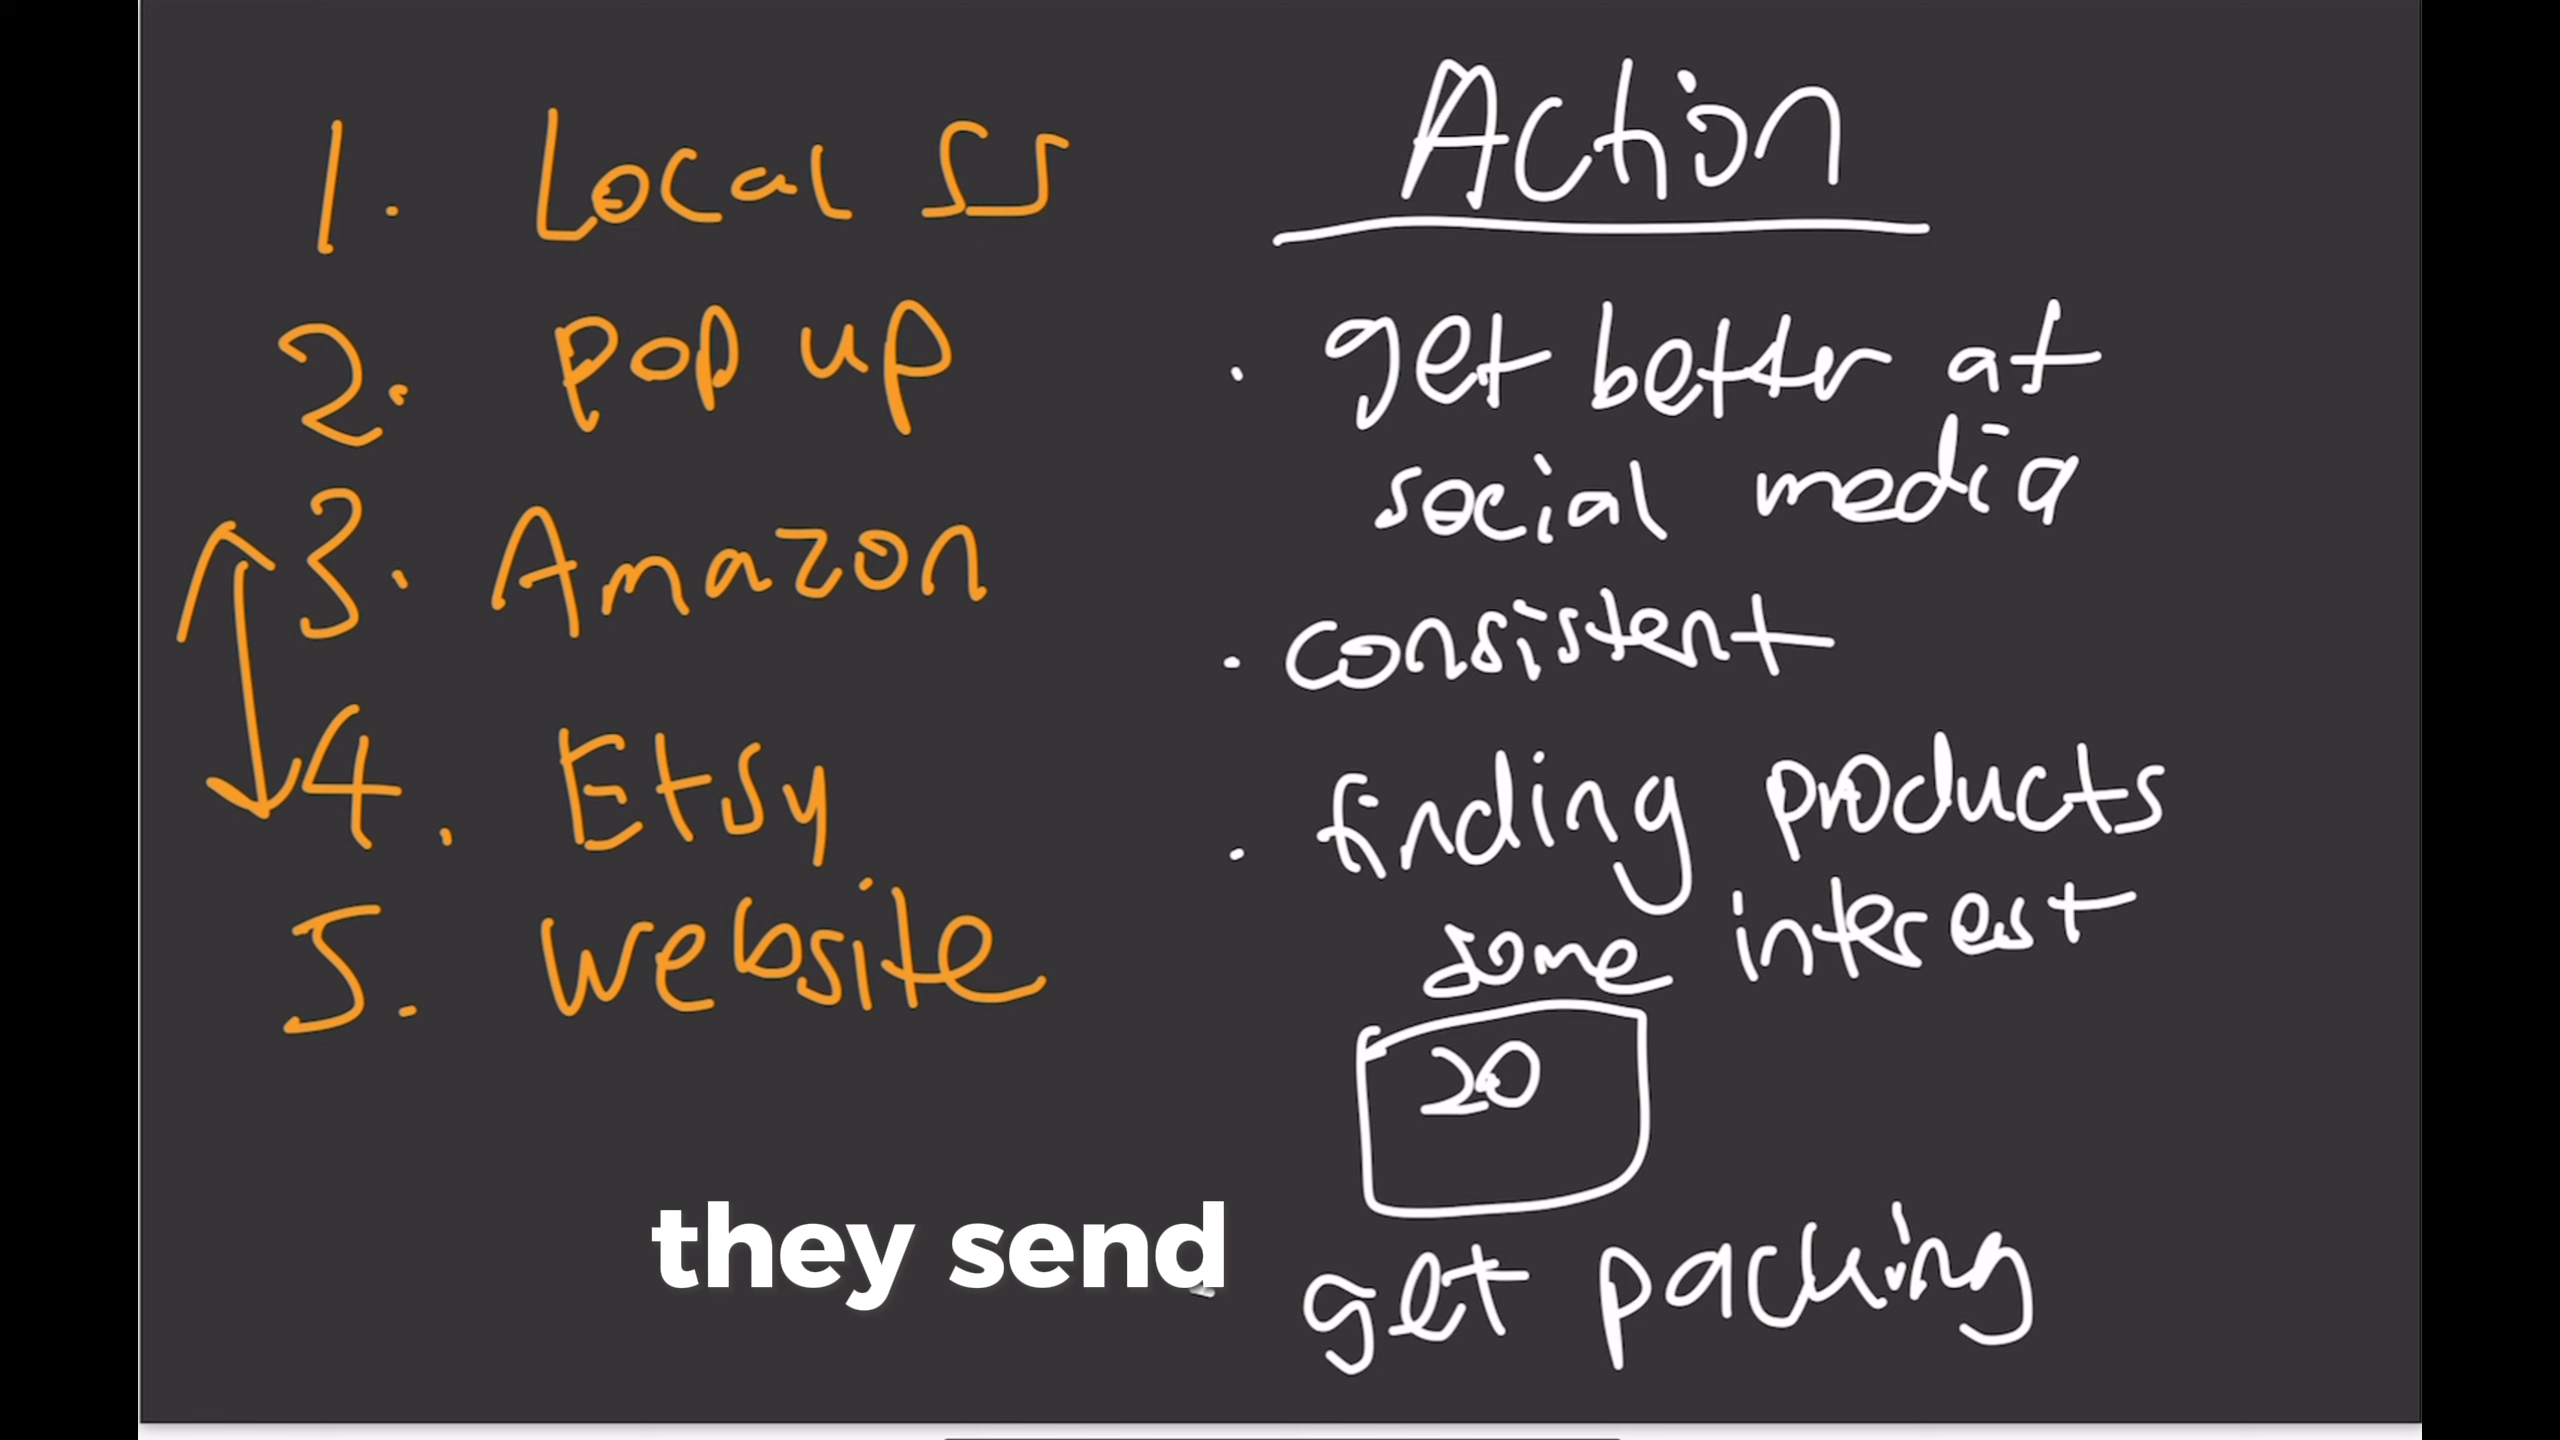 1. Local SS
2. pop up
3. Amazon
4. Etsy
5. website
Action
. get better at
social media
. consistent
. finding products
some interest
20
get packing
they send